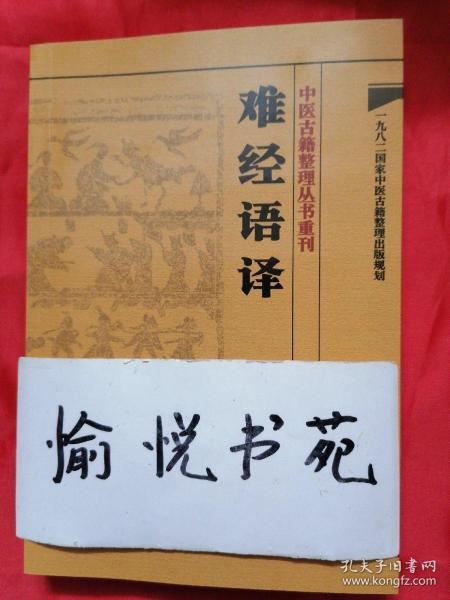 一九八二国家中医古籍整理出版规划
中医古籍整理丛书重刊
难经语译
愉悦书苑
孔夫子旧书网
www.kongfz.com